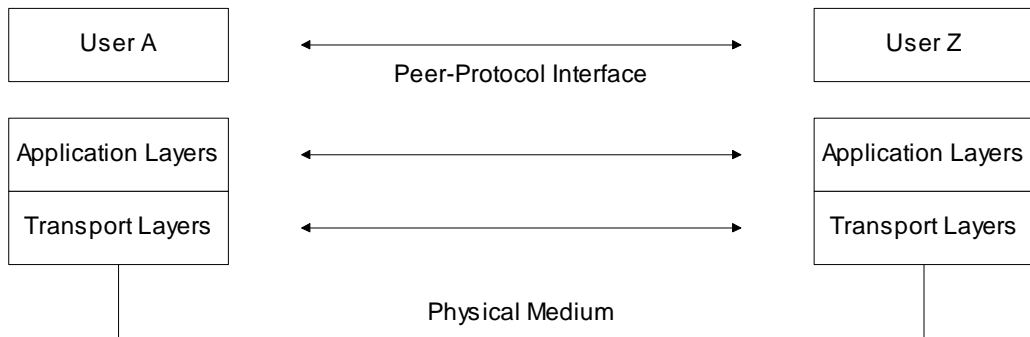 User A
User Z
Peer-Protocol Interface
Application Layers
Application Layers
Transport Layers
Transport Layers
Physical Medium